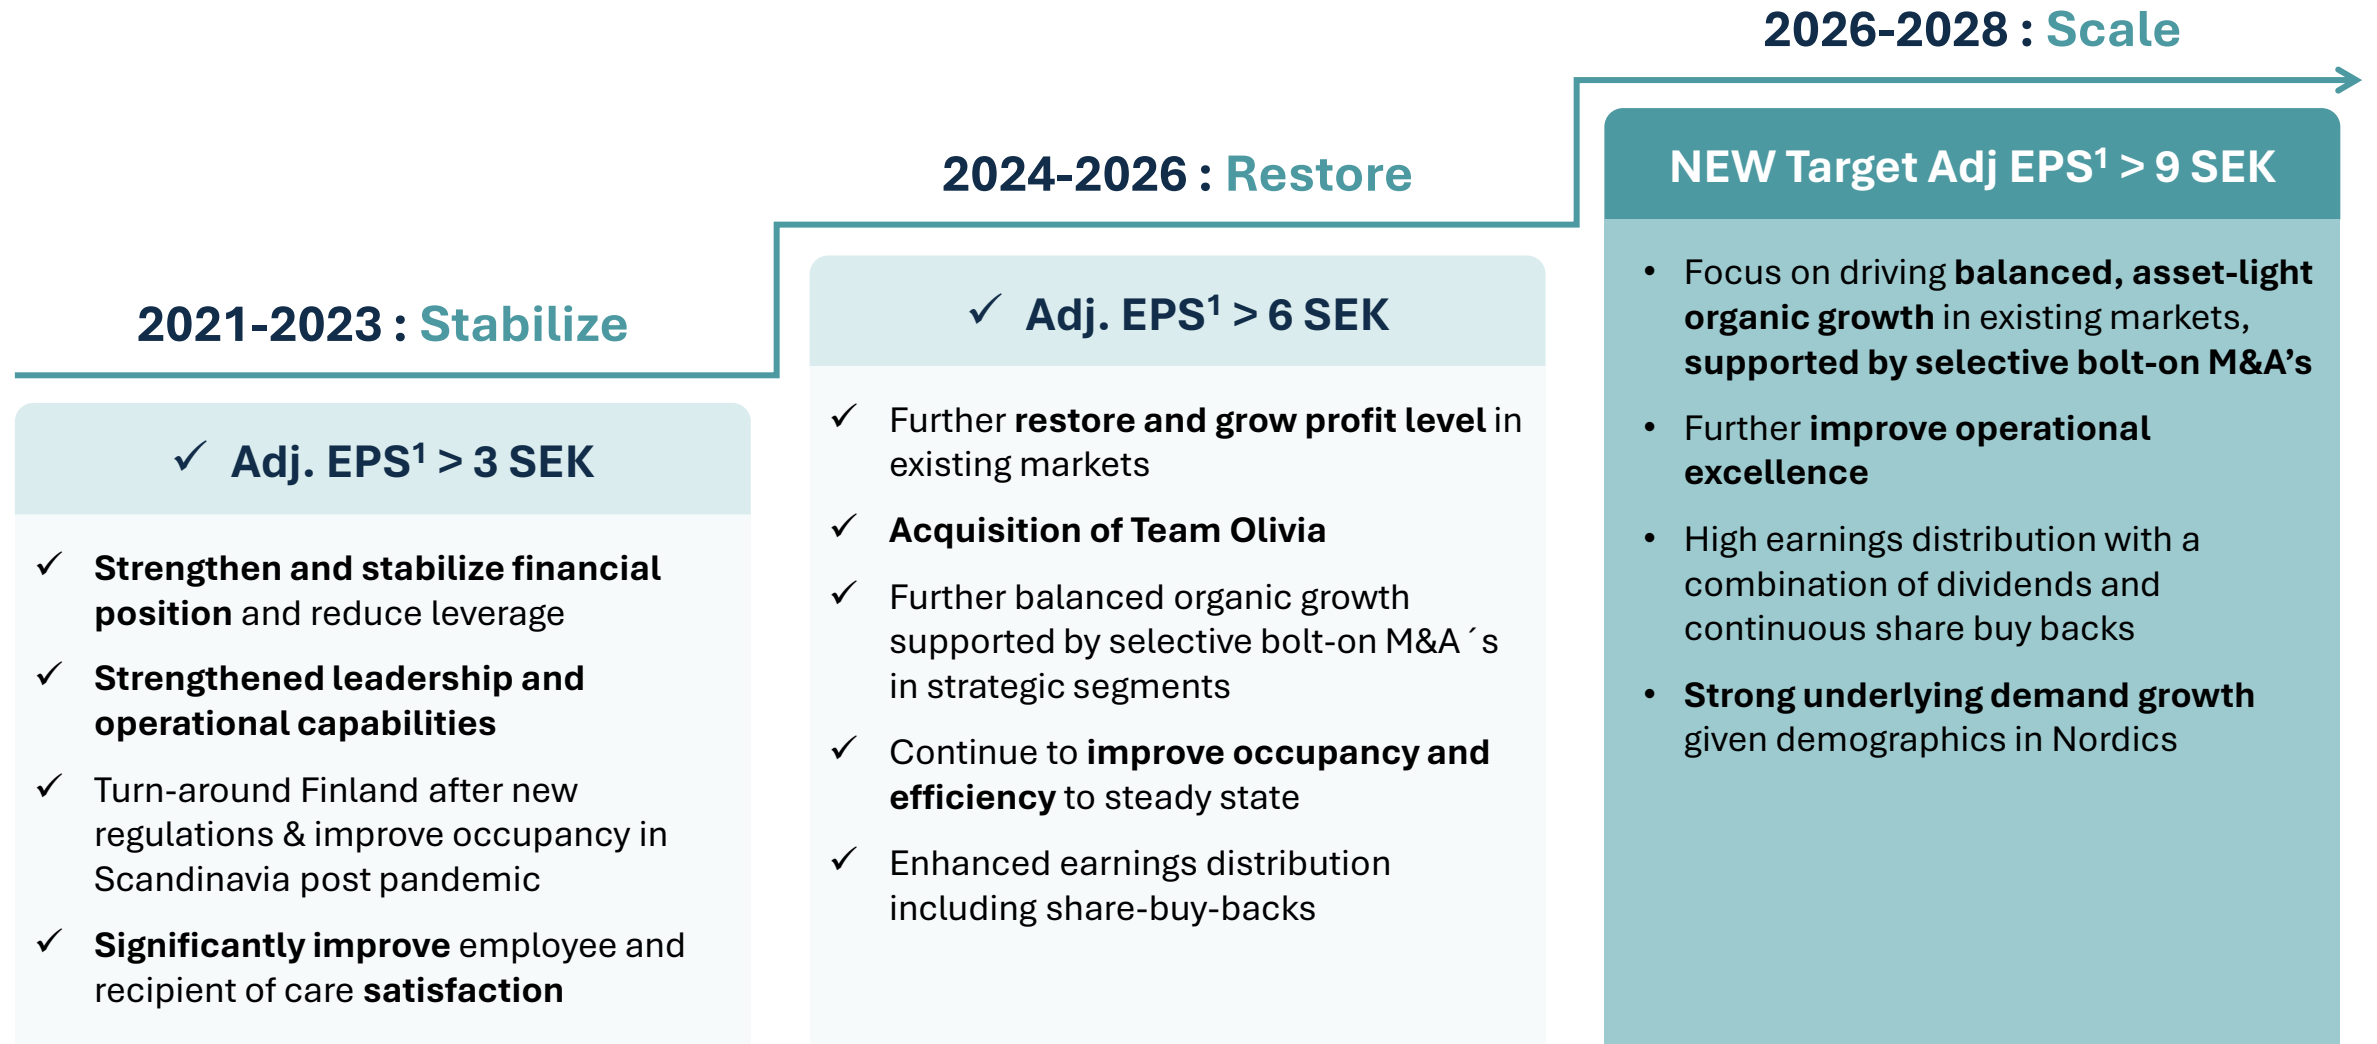 2021-2023 : Stabilize
✓ Adj. EPS¹ > 3 SEK
✓ Strengthen and stabilize financial
position and reduce leverage
✓ Strengthened leadership and
operational capabilities
✓ Turn-around Finland after new
regulations & improve occupancy in
Scandinavia post pandemic
✓ Significantly improve employee and
recipient of care satisfaction
2024-2026 : Restore
✓ Adj. EPS¹ > 6 SEK
✓ Further restore and grow profit level in
existing markets
✓ Acquisition of Team Olivia
✓ Further balanced organic growth
supported by selective bolt-on M&A´s
in strategic segments
✓ Continue to improve occupancy and
efficiency to steady state
✓ Enhanced earnings distribution
including share-buy-backs
2026-2028 : Scale
NEW Target Adj EPS¹ > 9 SEK
• Focus on driving balanced, asset-light
organic growth in existing markets,
supported by selective bolt-on M&A’s
• Further improve operational
excellence
• High earnings distribution with a
combination of dividends and
continuous share buy backs
• Strong underlying demand growth
given demographics in Nordics